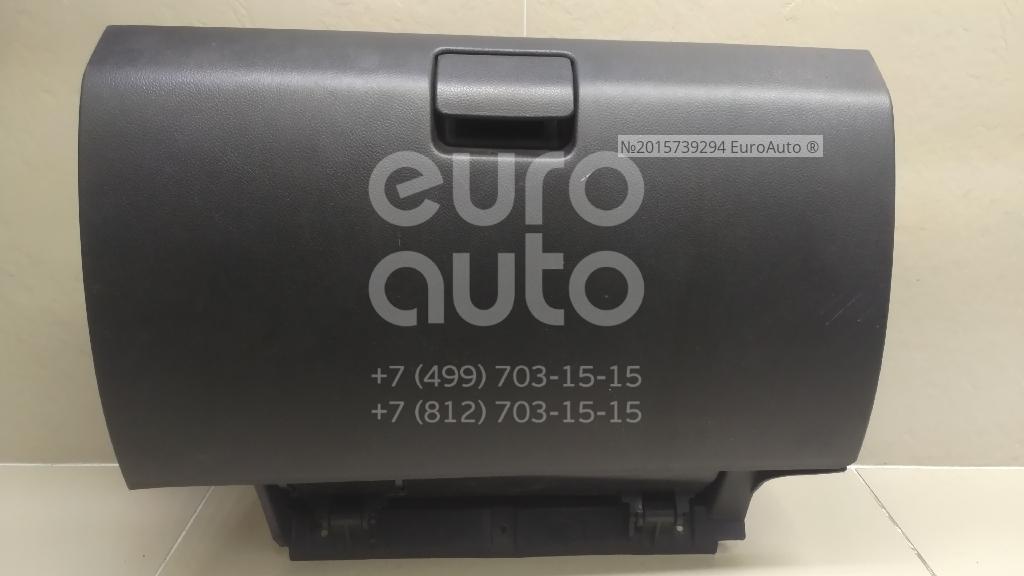 №2015739294 EuroAuto ®
euro
auto
+7 (499) 703-15-15
+7 (812) 703-15-15